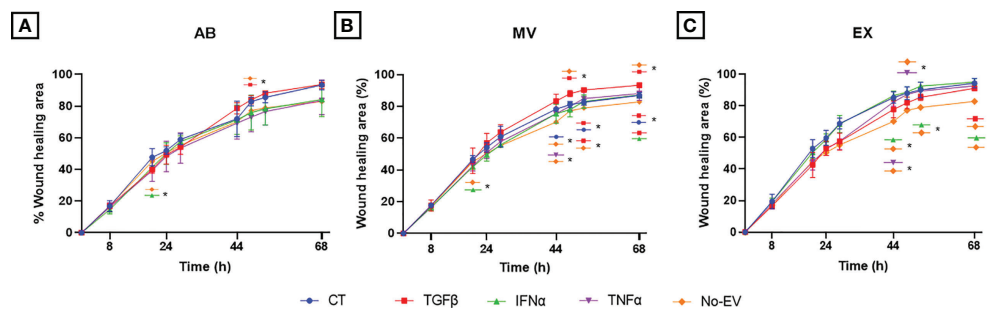 A
AB
% Wound healing area
100
80
60
40
20
0
*
*
8
24
44
68
Time (h)
B
MV
Wound healing area (%)
100
80
60
40
20
0
*
*
*
*
*
*
*
*
8
24
44
68
Time (h)
C
EX
Wound healing area (%)
100
80
60
40
20
0
*
*
*
*
8
24
44
68
Time (h)
CT
TGFβ
IFNα
TNFα
No-EV